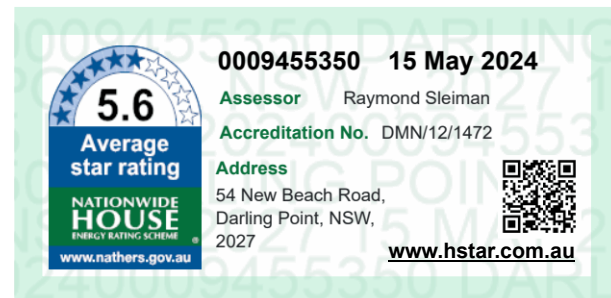 5.6
Average
star rating
NATIONWIDE
HOUSE
ENERGY RATING SCHEME
®
www.nathers.gov.au
0009455350 15 May 2024
Assessor Raymond Sleiman
Accreditation No. DMN/12/1472
Address
54 New Beach Road,
Darling Point, NSW,
2027
www.hstar.com.au